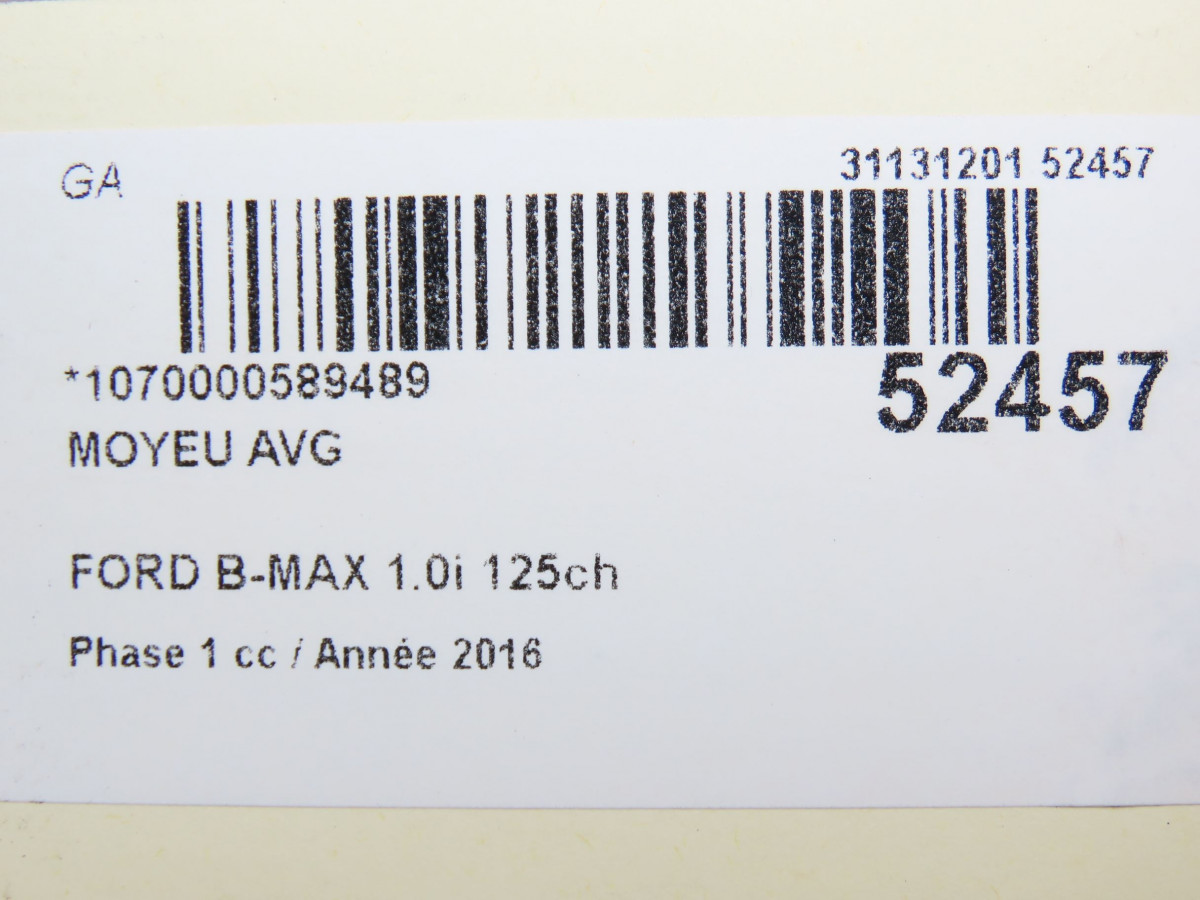 GA
31131201 52457
*1070000589489
52457
MOYEU AVG
FORD B-MAX 1.0i 125ch
Phase 1 cc / Année 2016